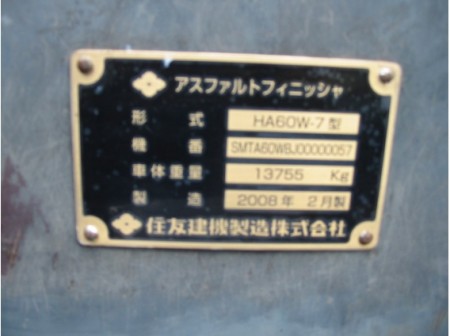 アスファルトフィニッシャ
形式 HA60W-7型
機番 SMTA60WBJ00000057
車体重量 13755 Kg
製造 2008年 2月製
住友建機製造株式会社